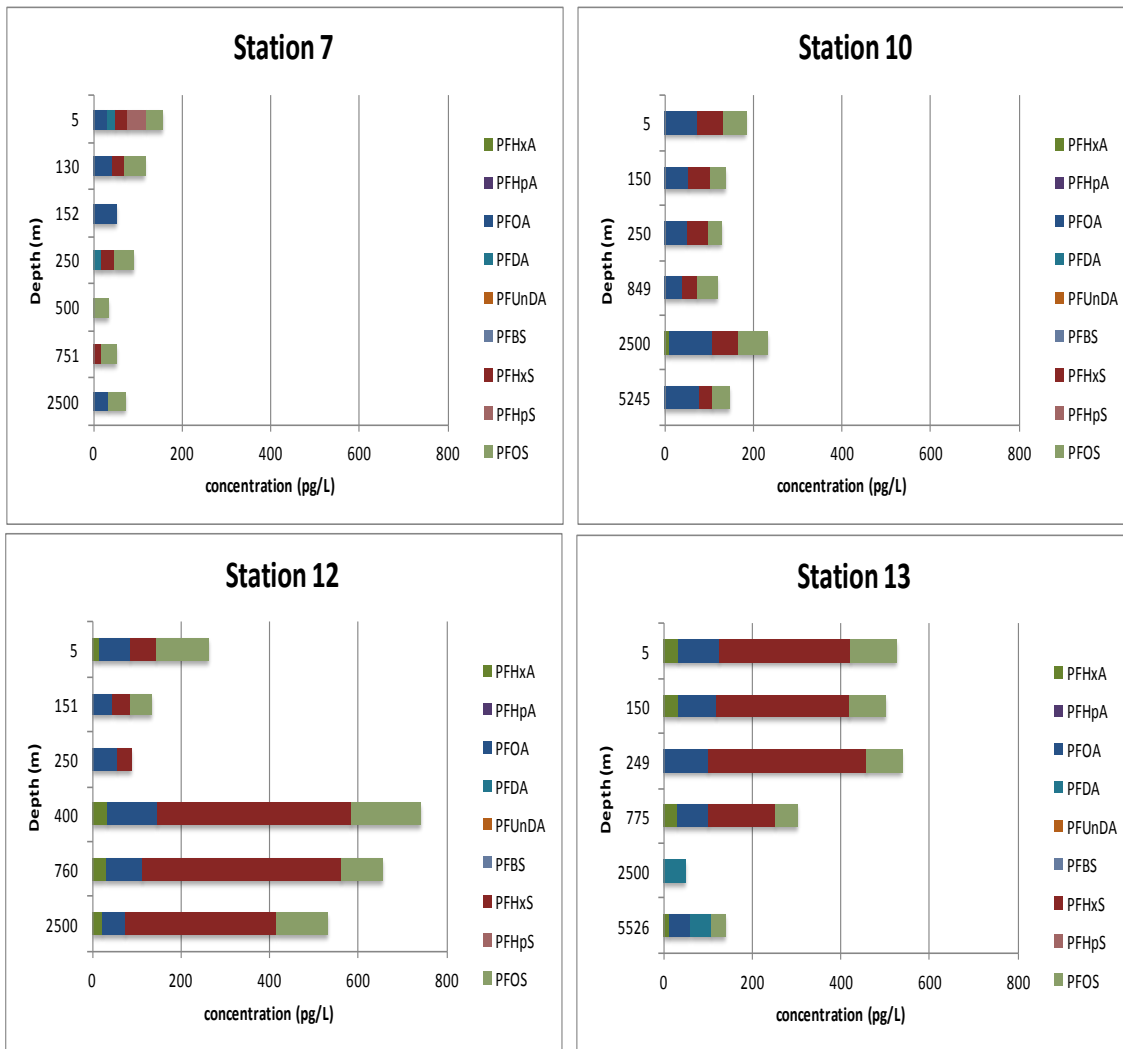 Station 7
Depth (m)
5
130
152
250
500
751
2500
0 200 400 600 800
concentration (pg/L)
PFHxA
PFHpA
PFOA
PFDA
PFUnDA
PFBS
PFHxS
PFHpS
PFOS
Station 10
Depth (m)
5
150
250
849
2500
5245
0 200 400 600 800
concentration (pg/L)
PFHxA
PFHpA
PFOA
PFDA
PFUnDA
PFBS
PFHxS
PFHpS
PFOS
Station 12
Depth (m)
5
151
250
400
760
2500
0 200 400 600 800
concentration (pg/L)
PFHxA
PFHpA
PFOA
PFDA
PFUnDA
PFBS
PFHxS
PFHpS
PFOS
Station 13
Depth (m)
5
150
249
775
2500
5526
0 200 400 600 800
concentration (pg/L)
PFHxA
PFHpA
PFOA
PFDA
PFUnDA
PFBS
PFHxS
PFHpS
PFOS